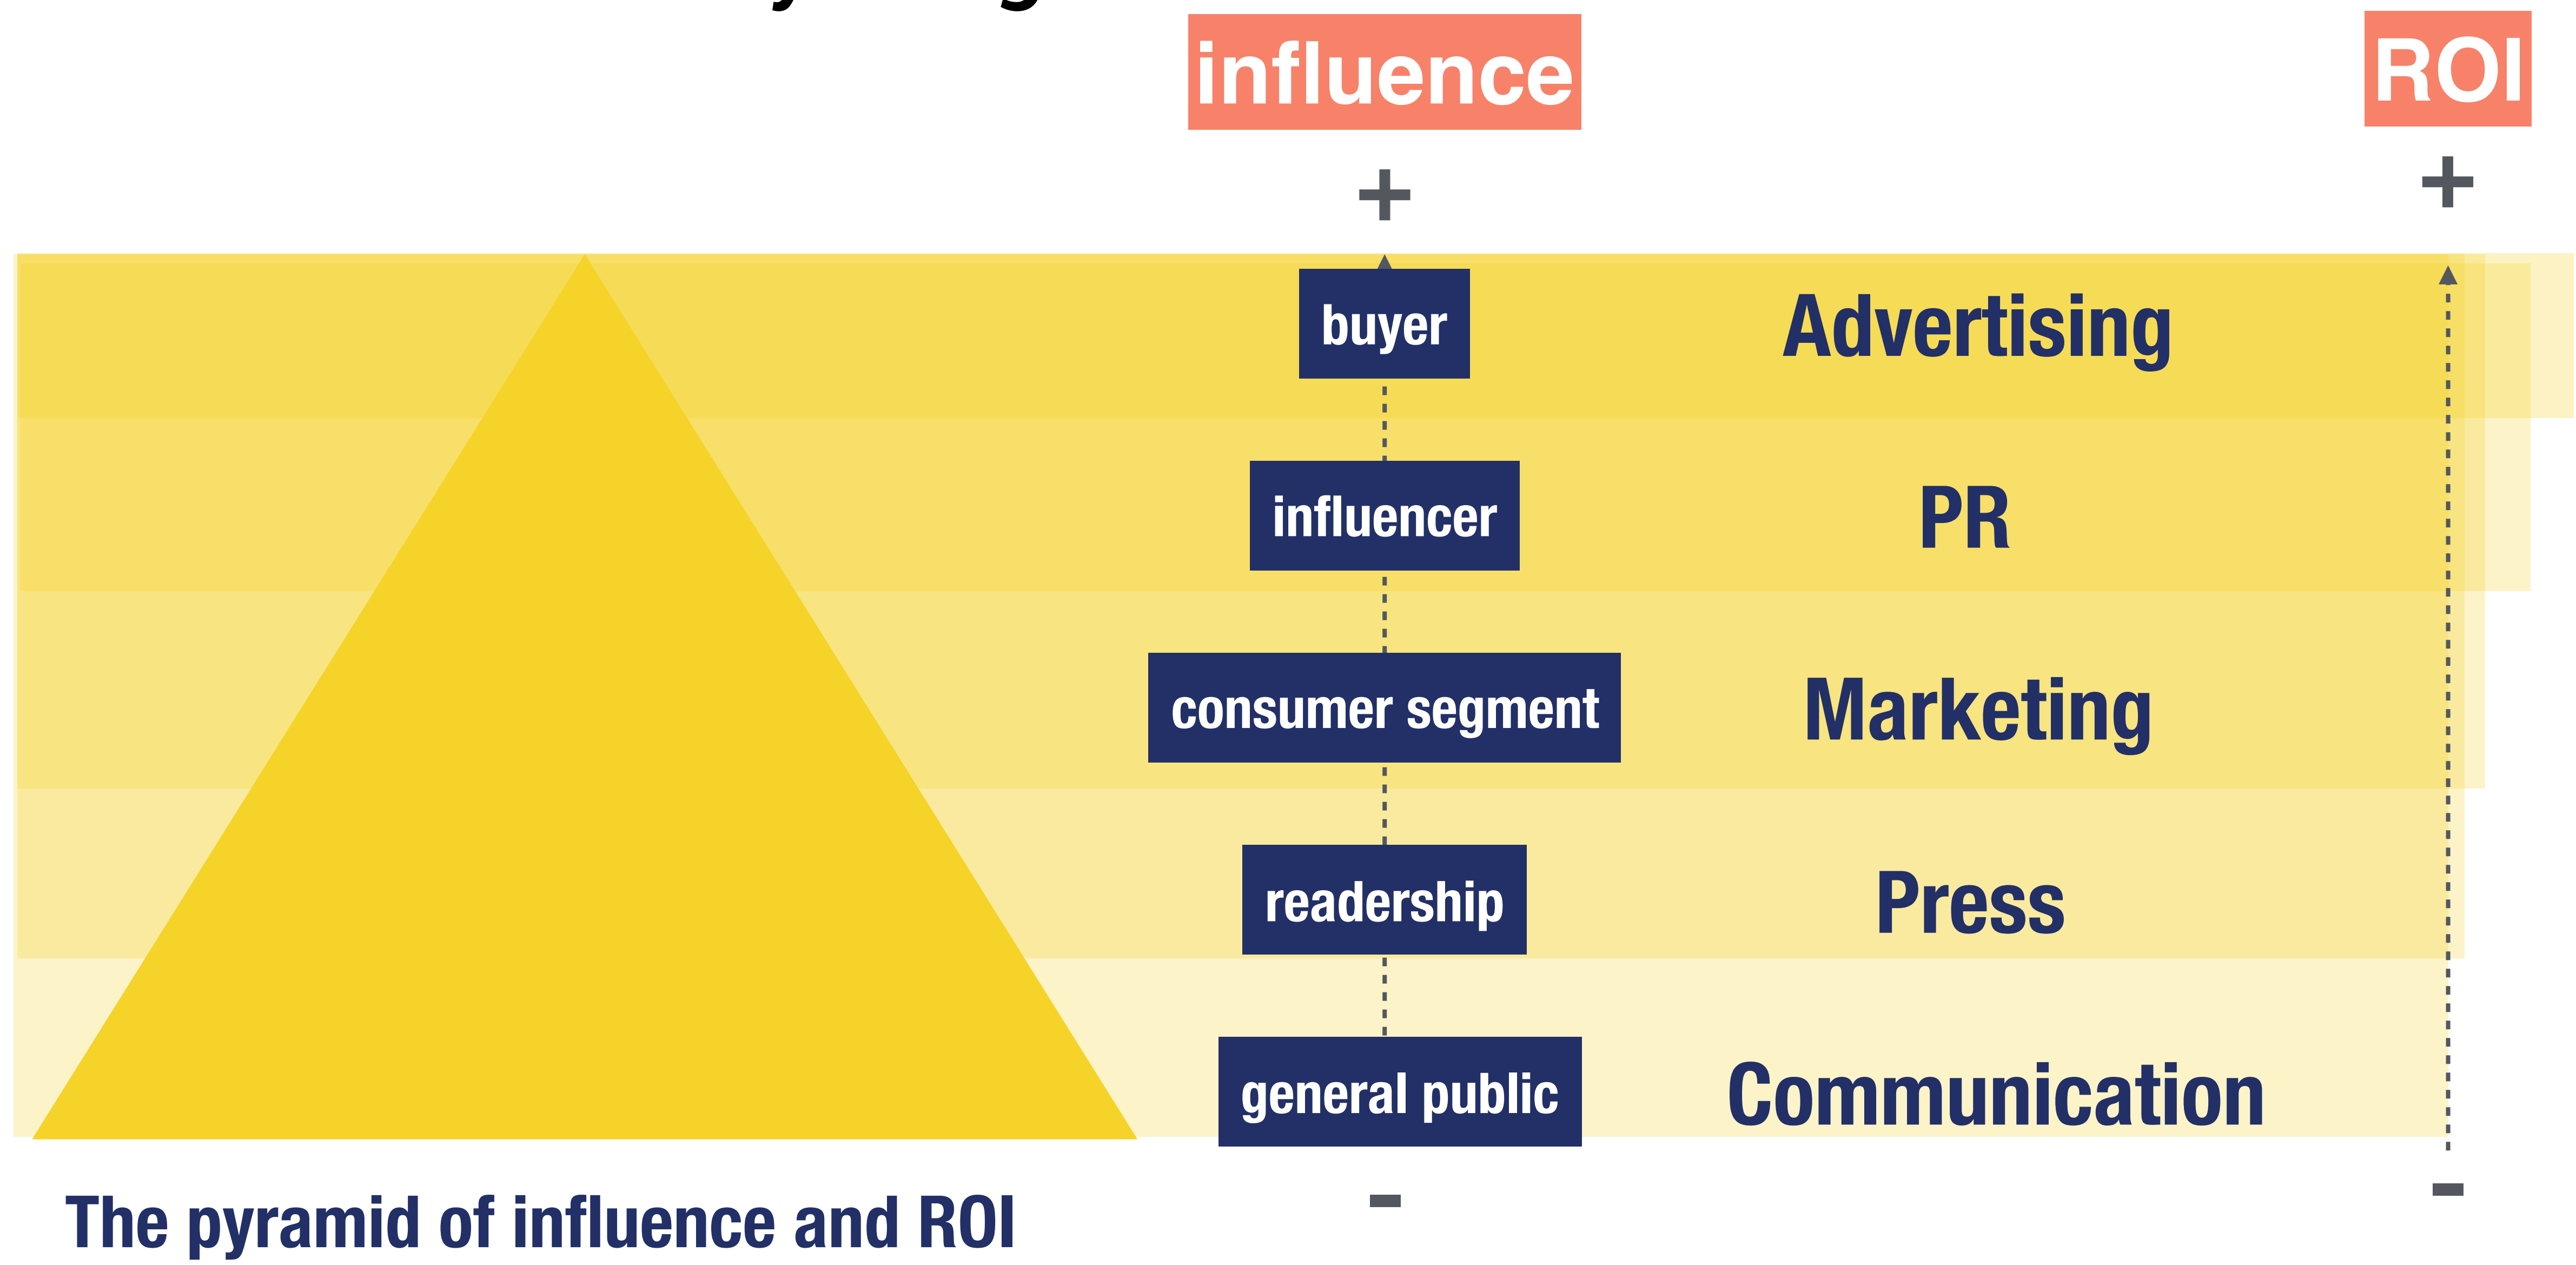 influence
ROI
+
+
buyer
Advertising
influencer
PR
consumer segment
Marketing
readership
Press
general public
Communication
-
-
The pyramid of influence and ROI